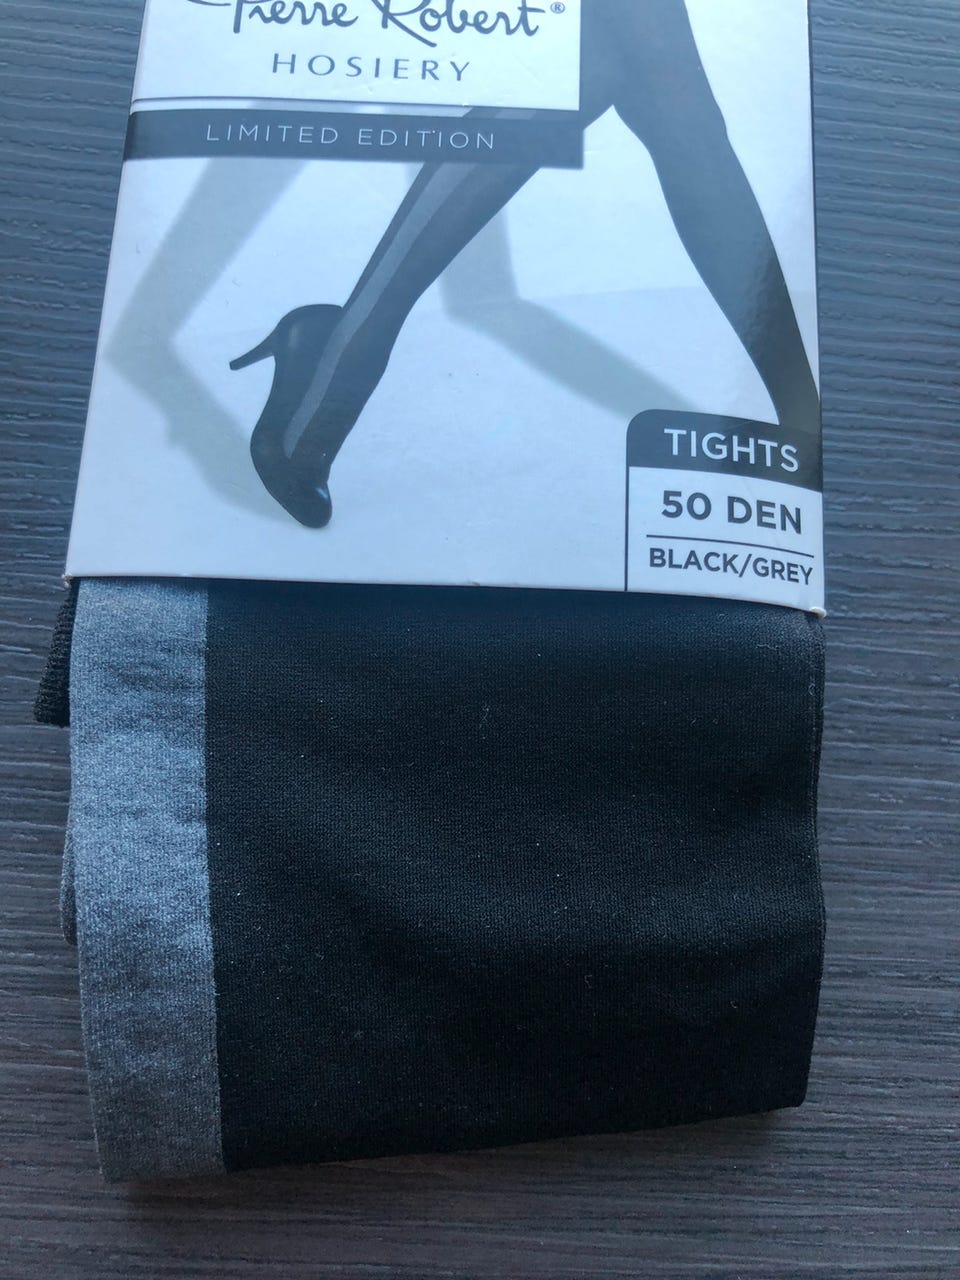 Pierre Robert®
HOSIERY
LIMITED EDITION
TIGHTS
50 DEN
BLACK/GREY